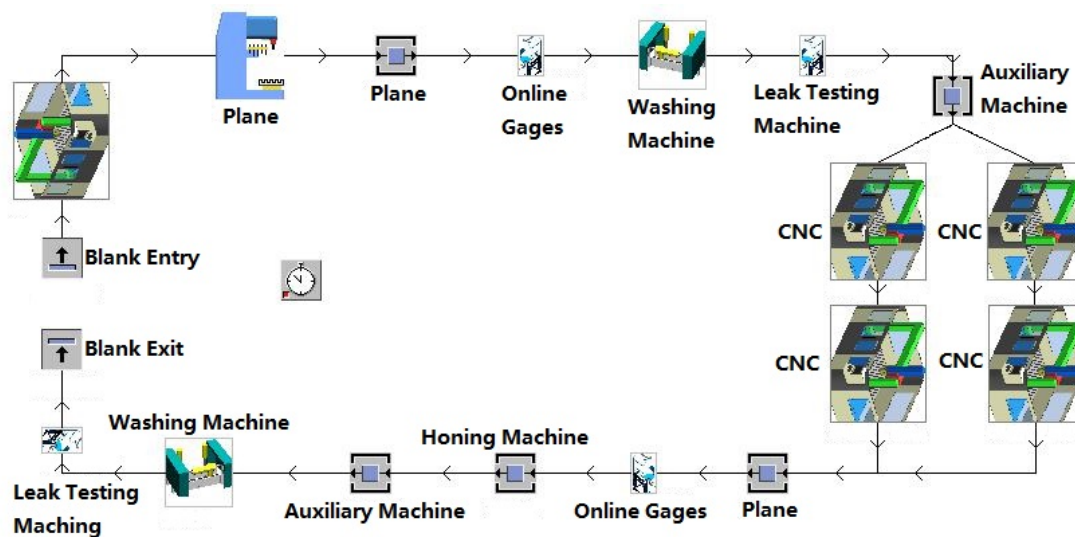 Plane
Plane
Online
Gages
Washing
Machine
Leak Testing
Machine
Auxiliary
Machine
CNC
CNC
Blank Entry
Blank Exit
CNC
CNC
Washing Machine
Honing Machine
Leak Testing
Maching
Auxiliary Machine
Online Gages
Plane